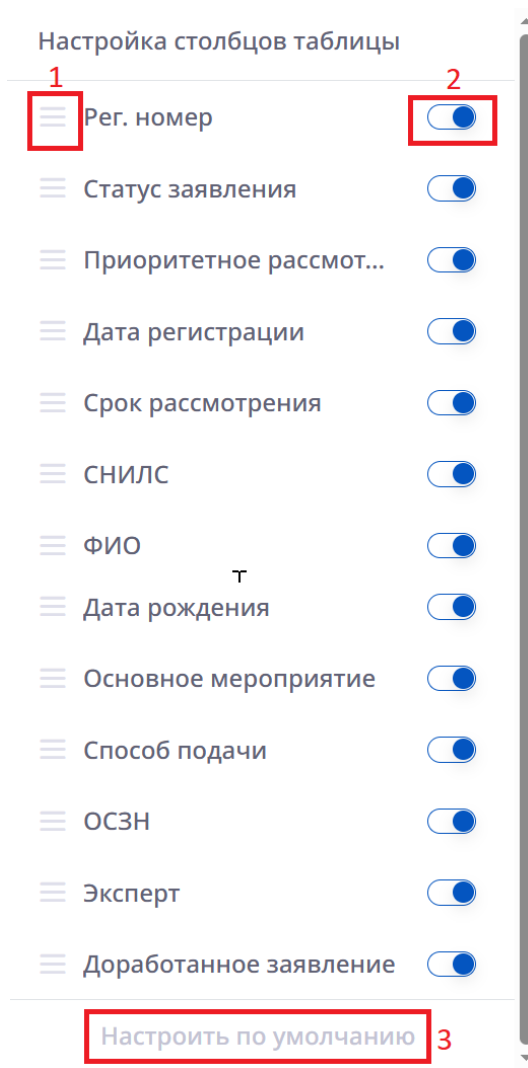 Настройка столбцов таблицы
1
2
Рег. номер
Статус заявления
Приоритетное рассмот...
Дата регистрации
Срок рассмотрения
СНИЛС
ФИО
Дата рождения
Основное мероприятие
Способ подачи
ОСЗН
Эксперт
Доработанное заявление
Настроить по умолчанию 3